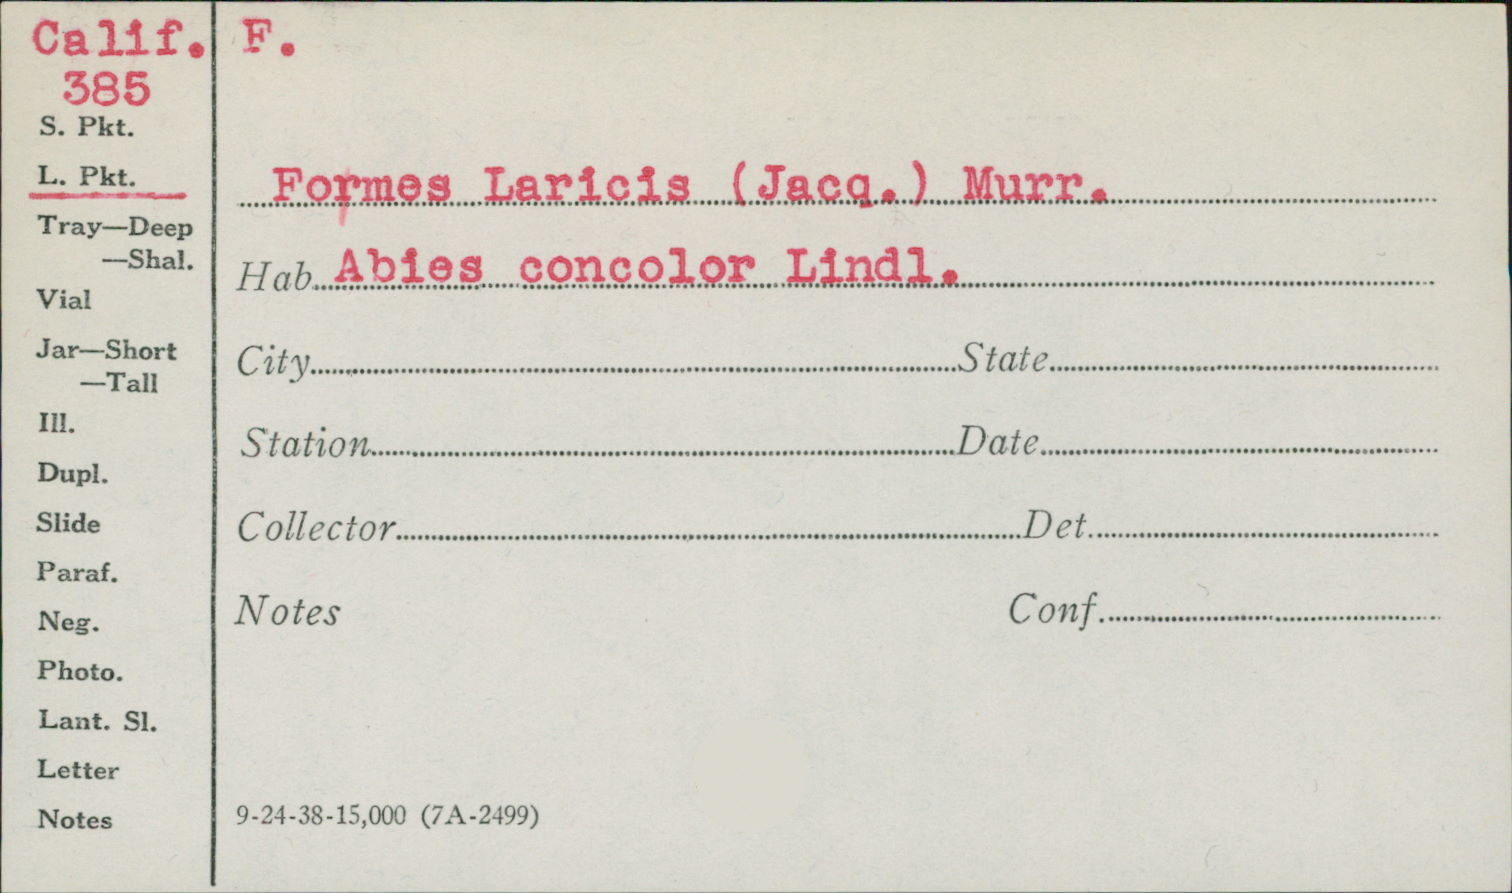 Calif. F.
385
S. Pkt.
L. Pkt.
Formes Laricis (Jacq.) Murr.
Tray—Deep
—Shal.
Hab. Abies concolor Lindl.
Vial
Jar—Short
—Tall
City State
Ill.
Station Date
Dupl.
Slide
Collector Det.
Paraf.
Neg.
Notes Conf.
Photo.
Lant. Sl.
Letter
Notes
9-24-38-15,000 (7A-2499)